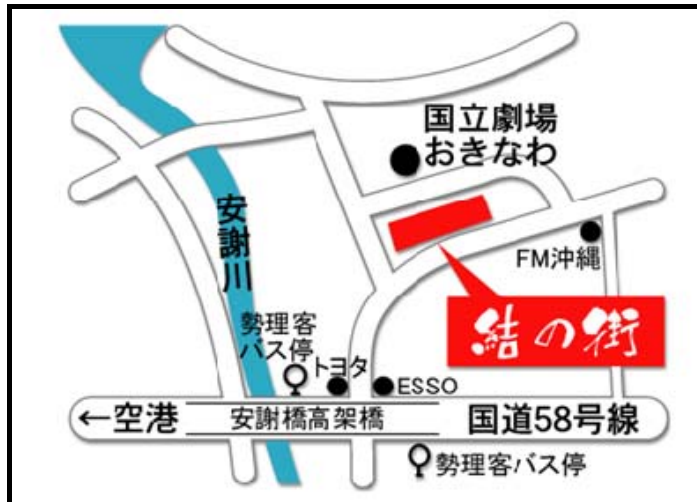 国立劇場
おきなわ
安謝川
FM沖縄
結の街
勢理客
バス停
トヨタ
ESSO
←空港
安謝橋高架橋
国道58号線
勢理客バス停